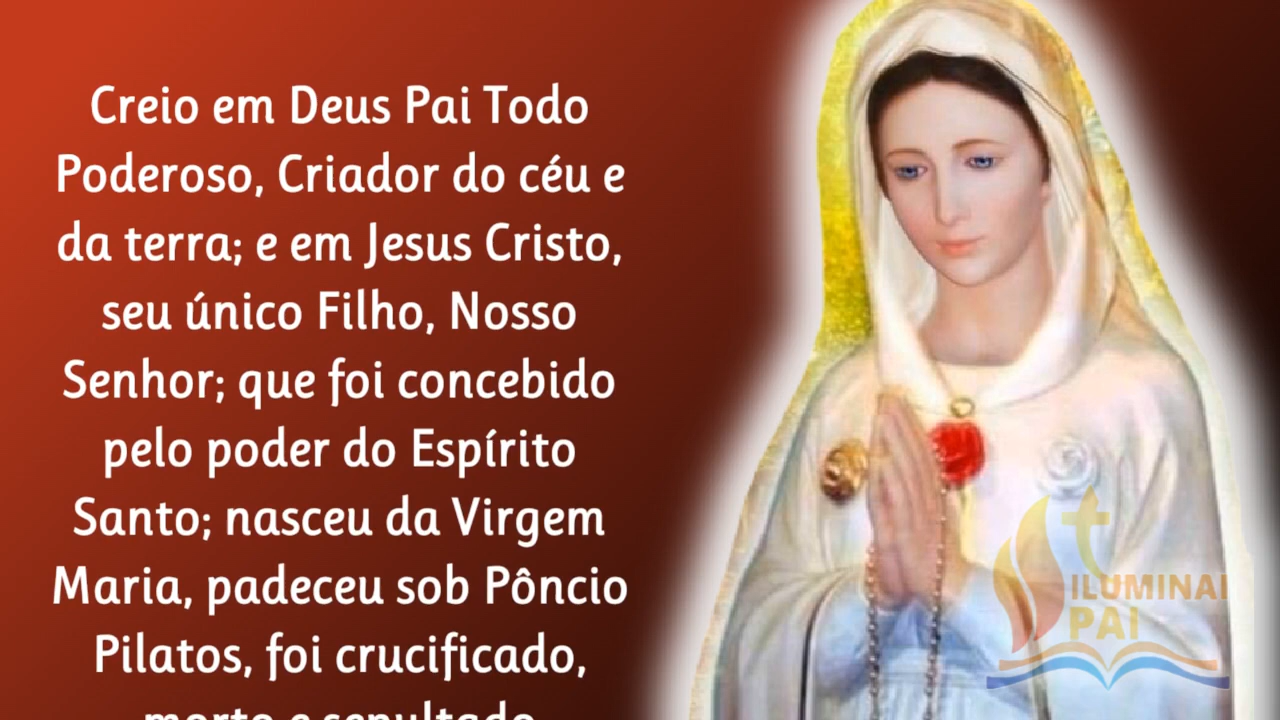 Creio em Deus Pai Todo
Poderoso, Criador do céu e
da terra; e em Jesus Cristo,
seu único Filho, Nosso
Senhor; que foi concebido
pelo poder do Espírito
Santo; nasceu da Virgem
Maria, padeceu sob Pôncio
Pilatos, foi crucificado,
morto e sepultado
ILUMINAI
PAI